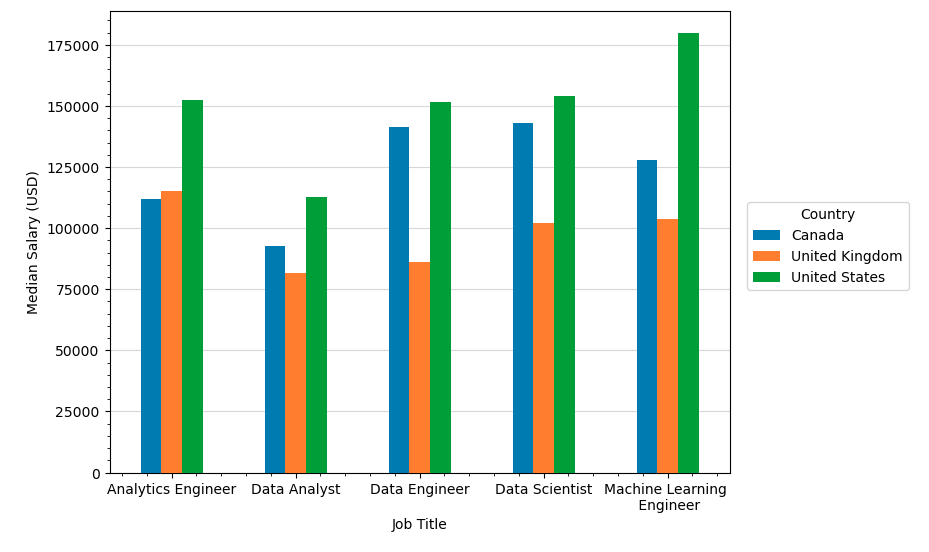 175000
150000
125000
100000
75000
50000
25000
0
Median Salary (USD)
Analytics Engineer Data Analyst Data Engineer Data Scientist Machine Learning
Engineer
Job Title
Country
Canada
United Kingdom
United States